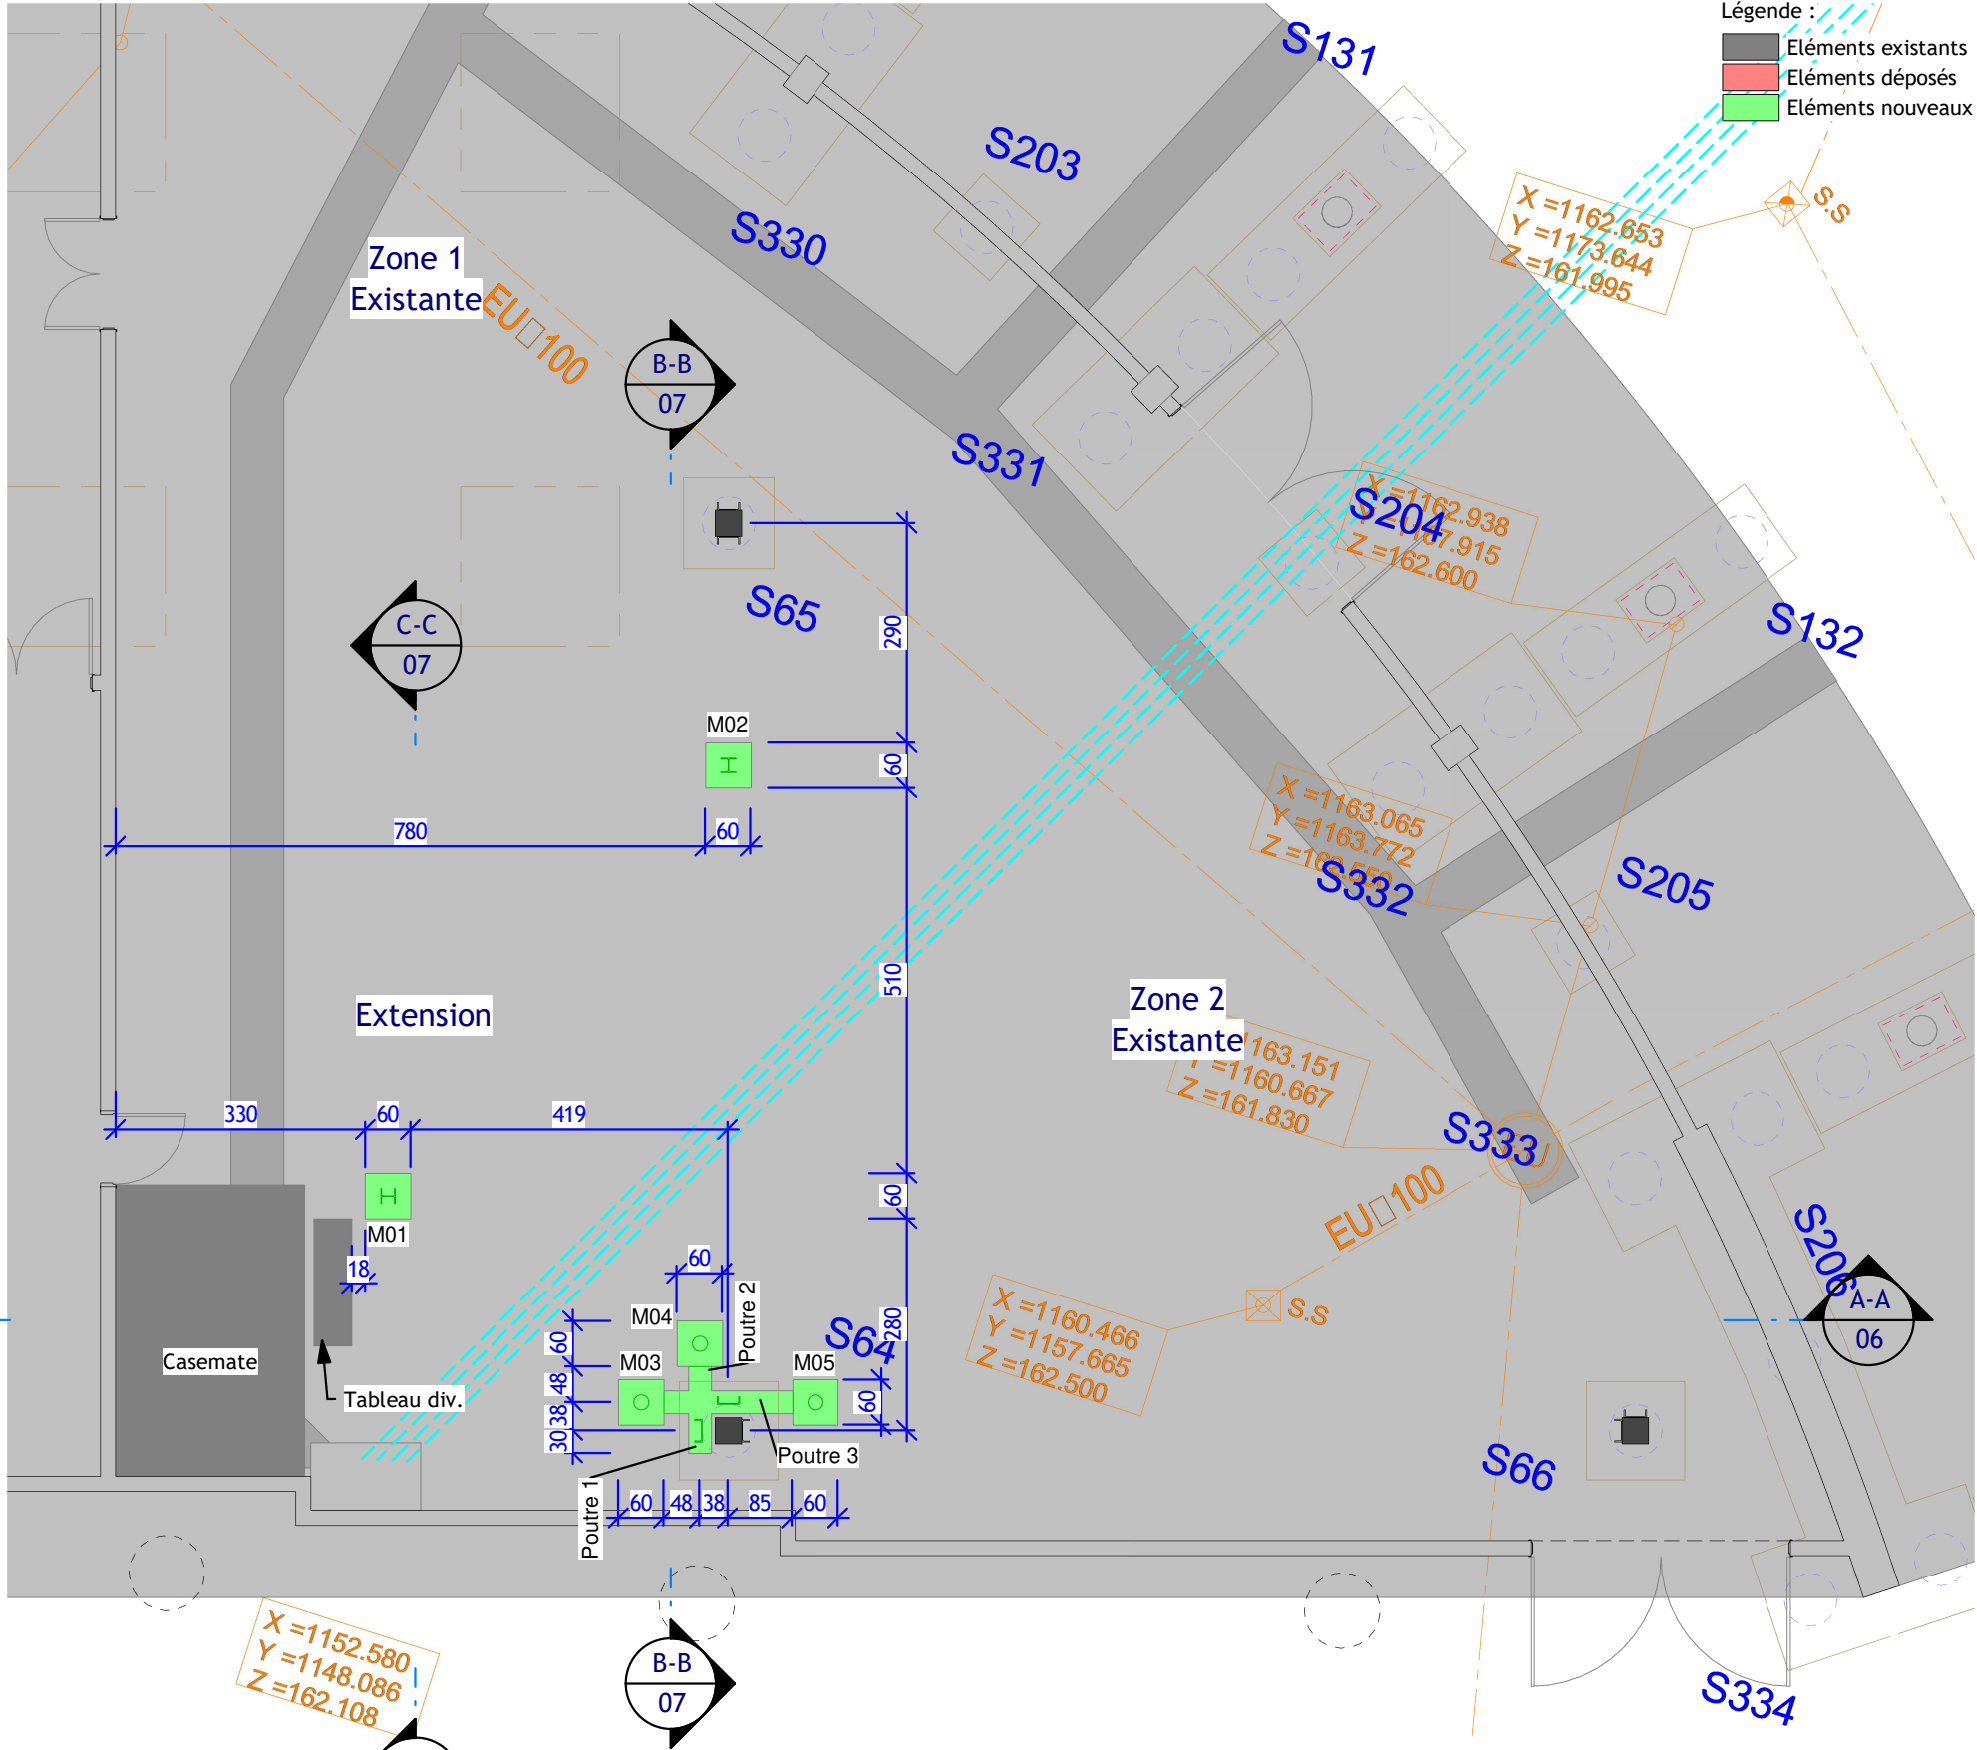 Légende :
Eléments existants
Eléments déposés
Eléments nouveaux
S131
S203
S330
X =1162.653
Y =1173.644
Z =161.995
S.S
Zone 1
Existante
EU□100
B-B
07
S331
S204
Z =162.600
S65
C-C
07
290
S132
M02
60
780
60
X =1163.065
Y =1163.772
S332
S205
510
Extension
Zone 2
Existante
Y =1160.667
Z =161.830
330
60
419
S333
EU□100
60
M01
18
S206
60
Poutre 2
M04
S64
280
X =1160.466
Y =1157.665
Z =162.500
S.S
A-A
06
Casemate
Tableau div.
60
48
38
30
M03
M05
60
Poutre 3
Poutre 1
60
48
38
85
60
S66
X =1152.580
Y =1148.086
Z =162.108
B-B
07
S334